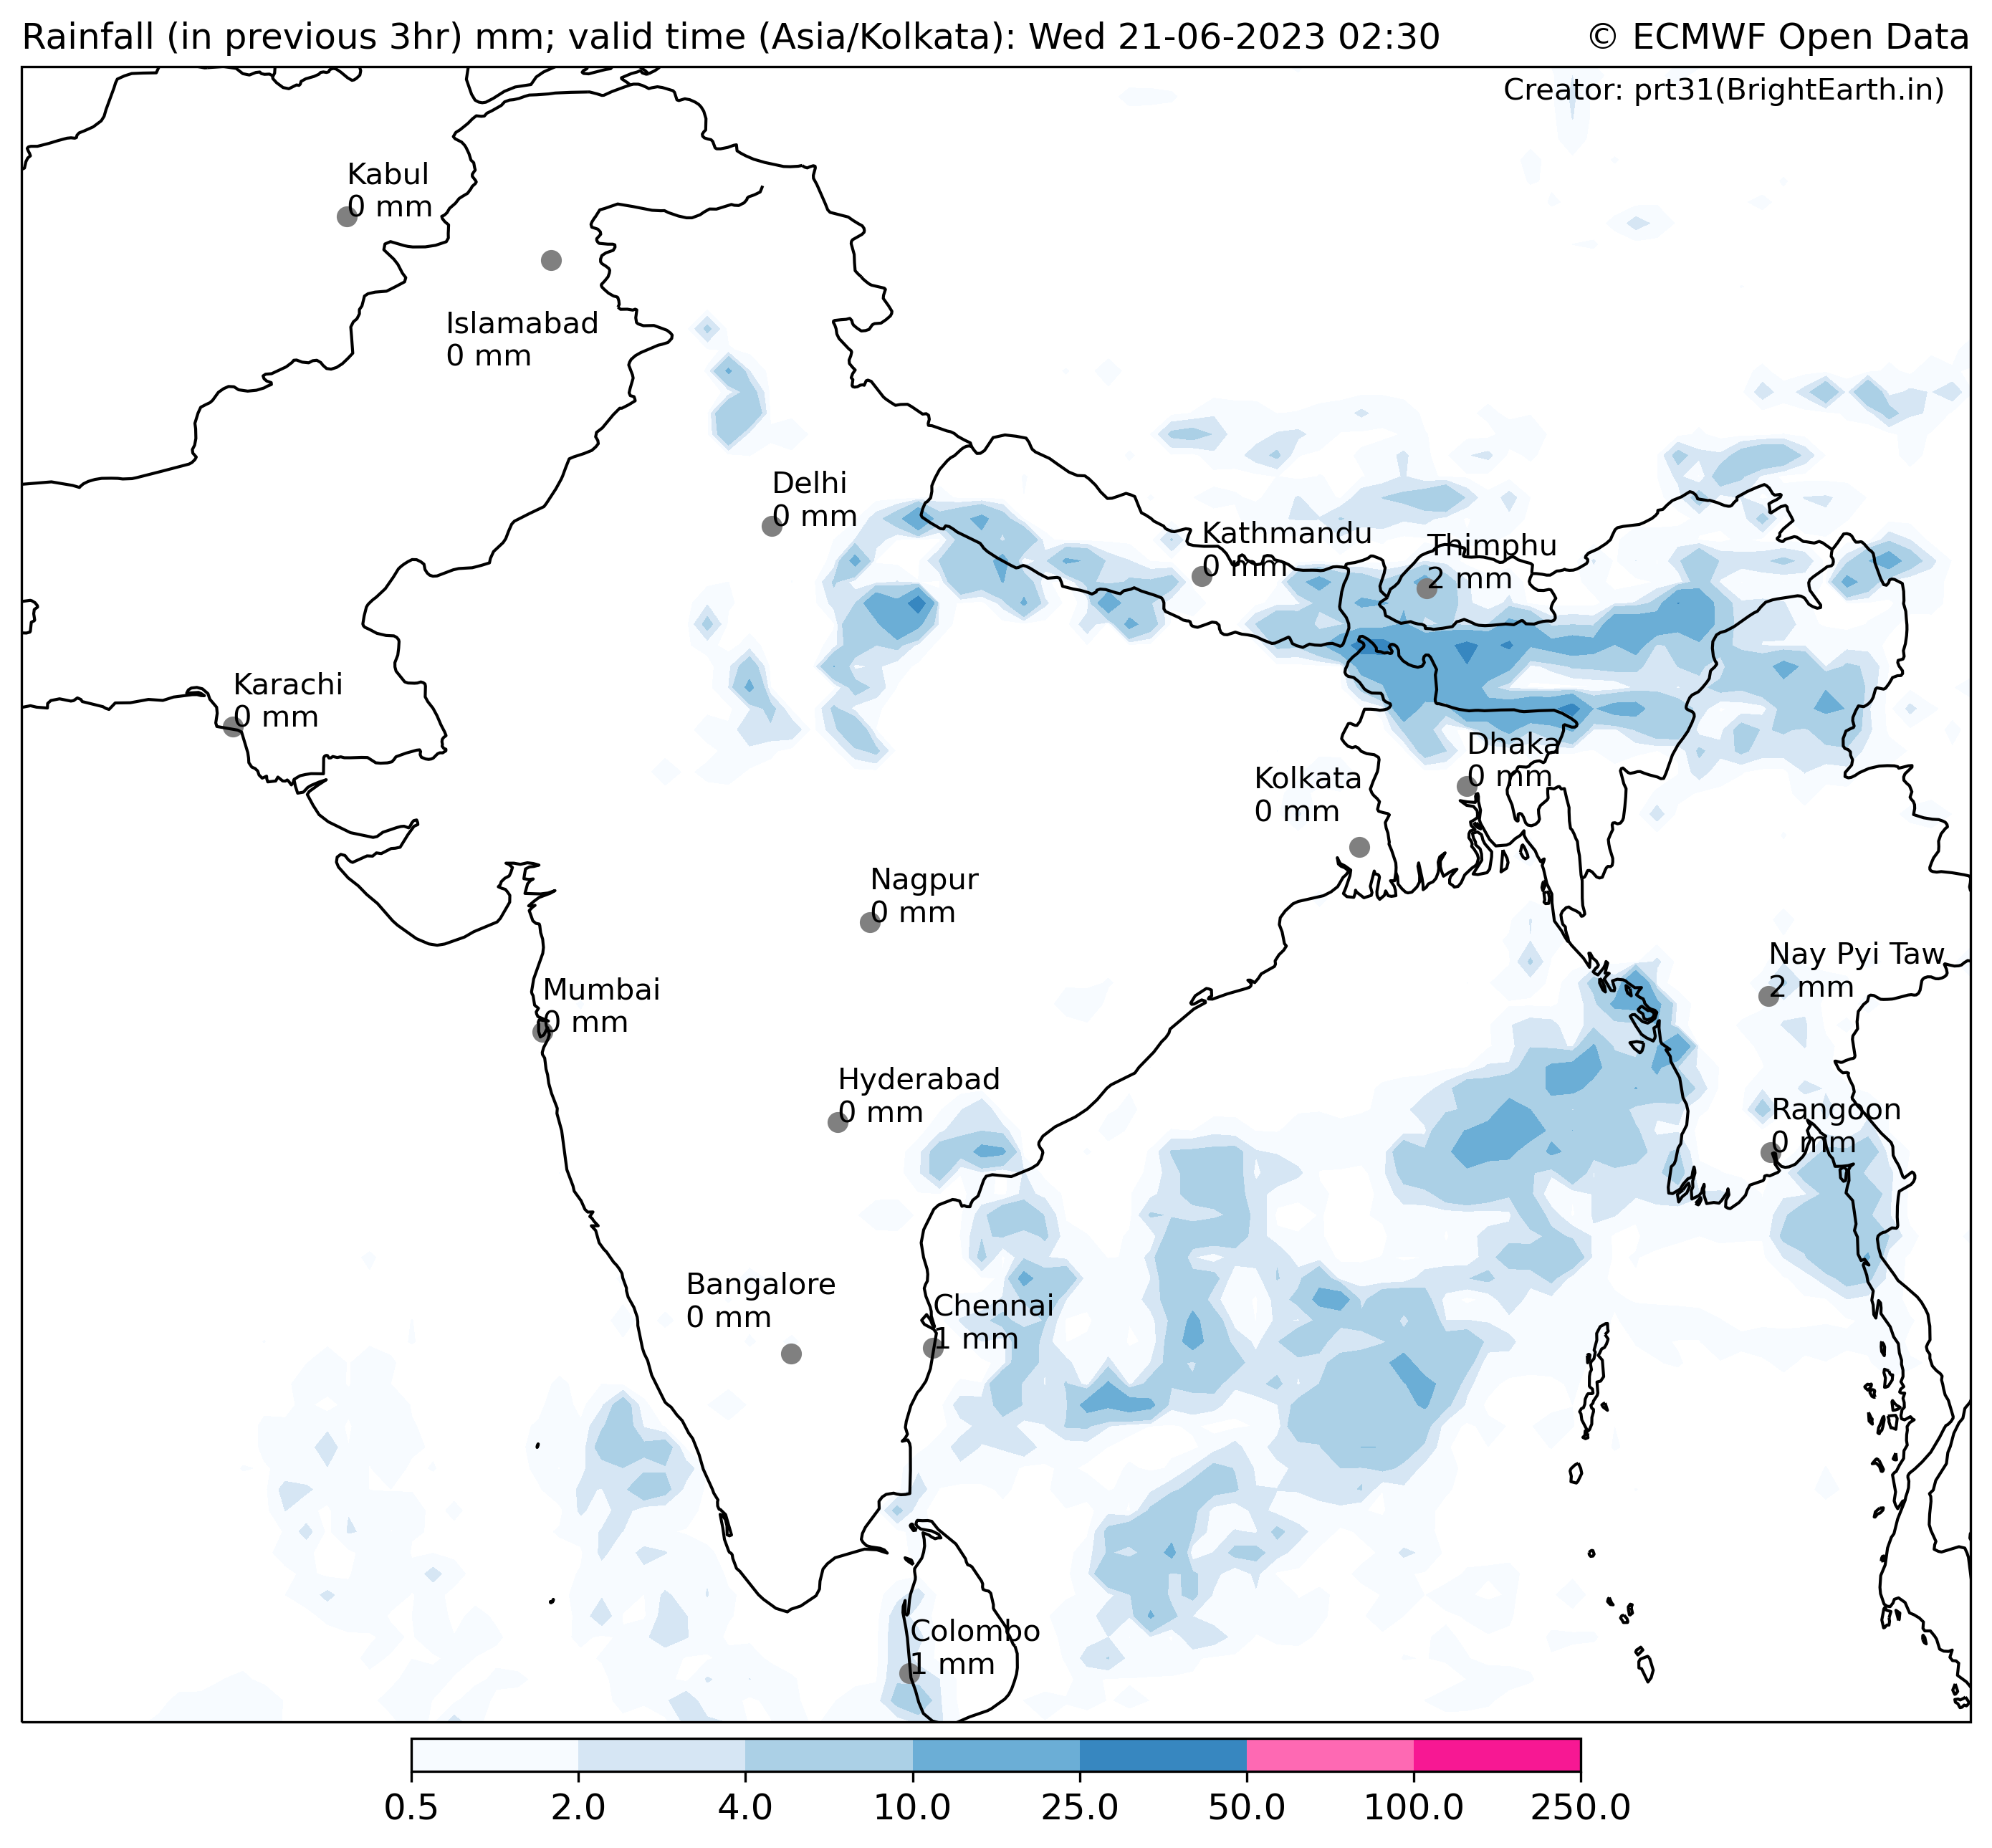 Rainfall (in previous 3hr) mm; valid time (Asia/Kolkata): Wed 21-06-2023 02:30
© ECMWF Open Data
Creator: prt31(BrightEarth.in)
Kabul
0 mm
Islamabad
0 mm
Delhi
0 mm
Kathmandu
0 mm
Thimphu
2 mm
Karachi
0 mm
Dhaka
0 mm
Kolkata
0 mm
Nagpur
0 mm
Nay Pyi Taw
2 mm
Mumbai
0 mm
Hyderabad
0 mm
Rangoon
0 mm
Bangalore
0 mm
Chennai
1 mm
Colombo
1 mm
0.5 2.0 4.0 10.0 25.0 50.0 100.0 250.0